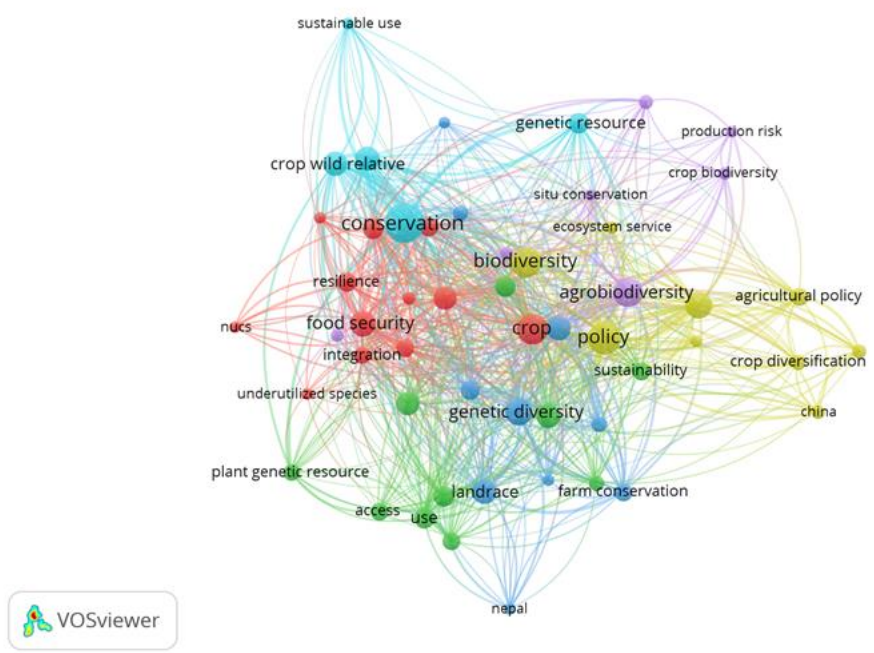 sustainable use
genetic resource
production risk
crop wild relative
crop biodiversity
situ conservation
conservation
ecosystem service
biodiversity
resilience
agrobiodiversity
agricultural policy
nucs
food security
crop
policy
integration
crop diversification
sustainability
underutilized species
genetic diversity
china
plant genetic resource
landrace
farm conservation
access
use
nepal
VOSviewer